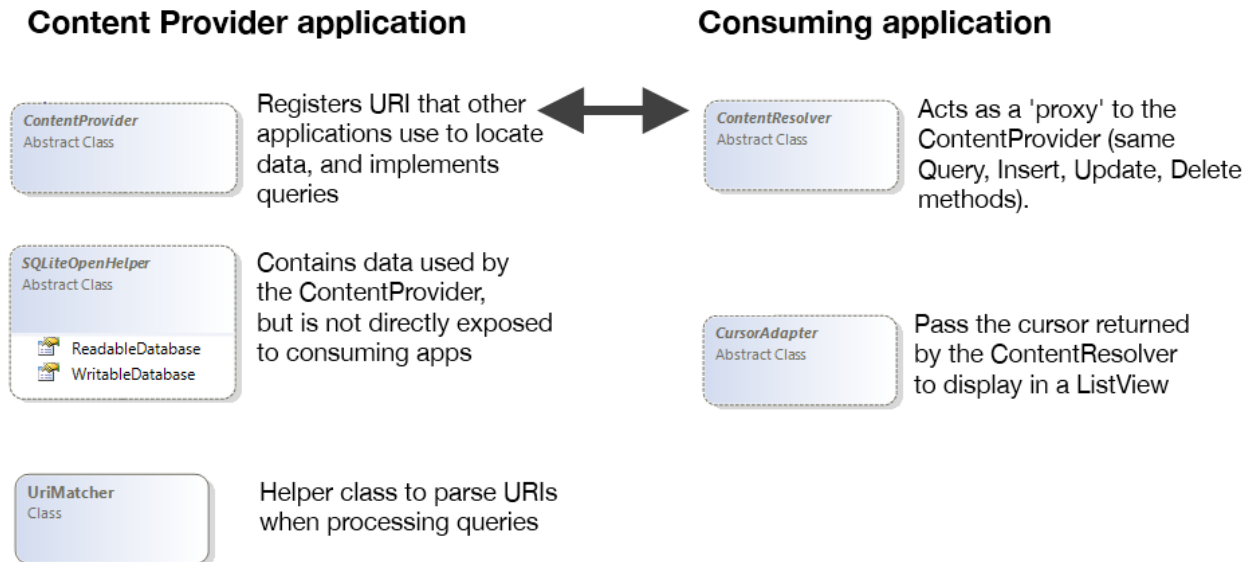 Content Provider application
Consuming application
ContentProvider
Abstract Class
Registers URI that other
applications use to locate
data, and implements
queries
ContentResolver
Abstract Class
Acts as a 'proxy' to the
ContentProvider (same
Query, Insert, Update, Delete
methods).
SQLiteOpenHelper
Abstract Class
ReadableDatabase
WritableDatabase
Contains data used by
the ContentProvider,
but is not directly exposed
to consuming apps
CursorAdapter
Abstract Class
Pass the cursor returned
by the ContentResolver
to display in a ListView
UriMatcher
Class
Helper class to parse URIs
when processing queries